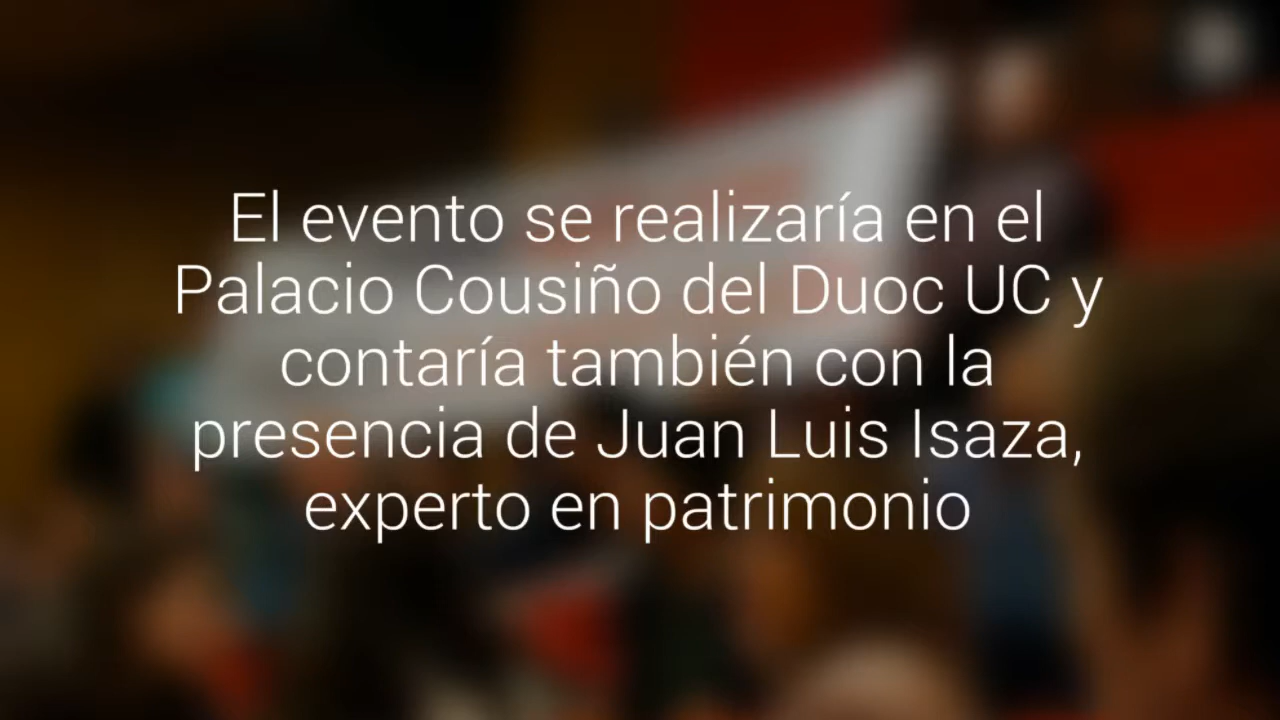 El evento se realizaría en el
Palacio Cousiño del Duoc UC y
contaría también con la
presencia de Juan Luis Isaza,
experto en patrimonio